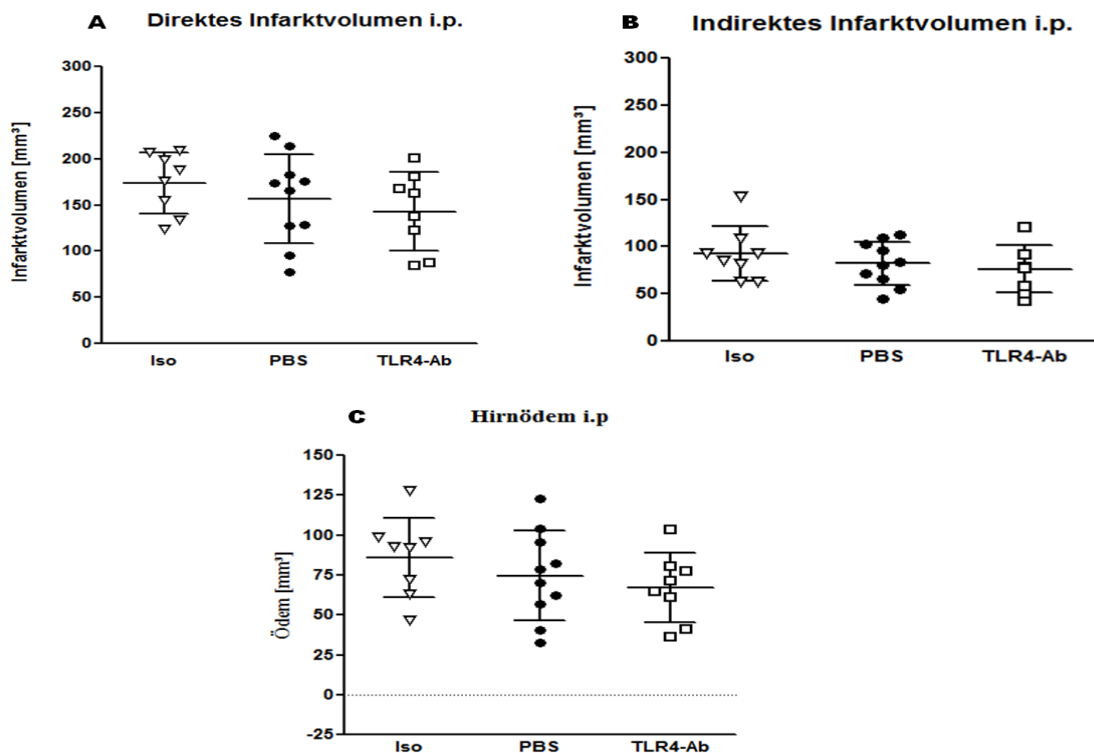 A Direktes Infarktvolumen i.p.
Infarktvolumen [mm³]
300
250
200
150
100
50
0
Iso PBS TLR4-Ab
B Indirektes Infarktvolumen i.p.
Infarktvolumen [mm³]
300
250
200
150
100
50
0
Iso PBS TLR4-Ab
C Hirnödem i.p
Ödem [mm³]
150
125
100
75
50
25
0
-25
Iso PBS TLR4-Ab